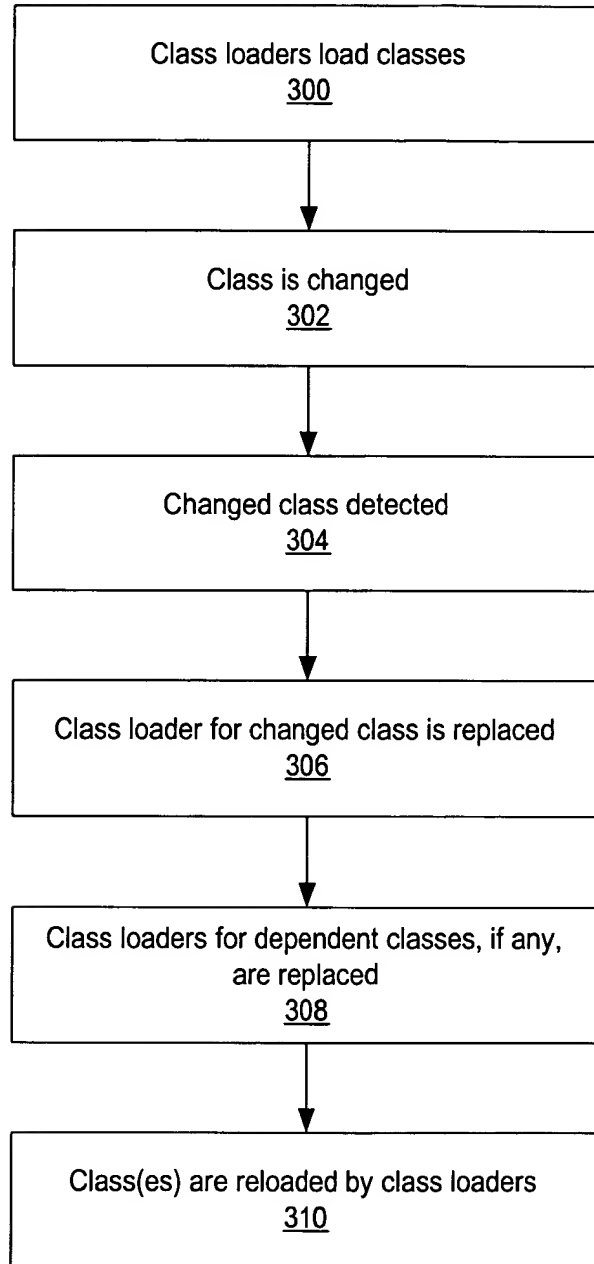 Class loaders load classes
300
Class is changed
302
Changed class detected
304
Class loader for changed class is replaced
306
Class loaders for dependent classes, if any,
are replaced
308
Class(es) are reloaded by class loaders
310